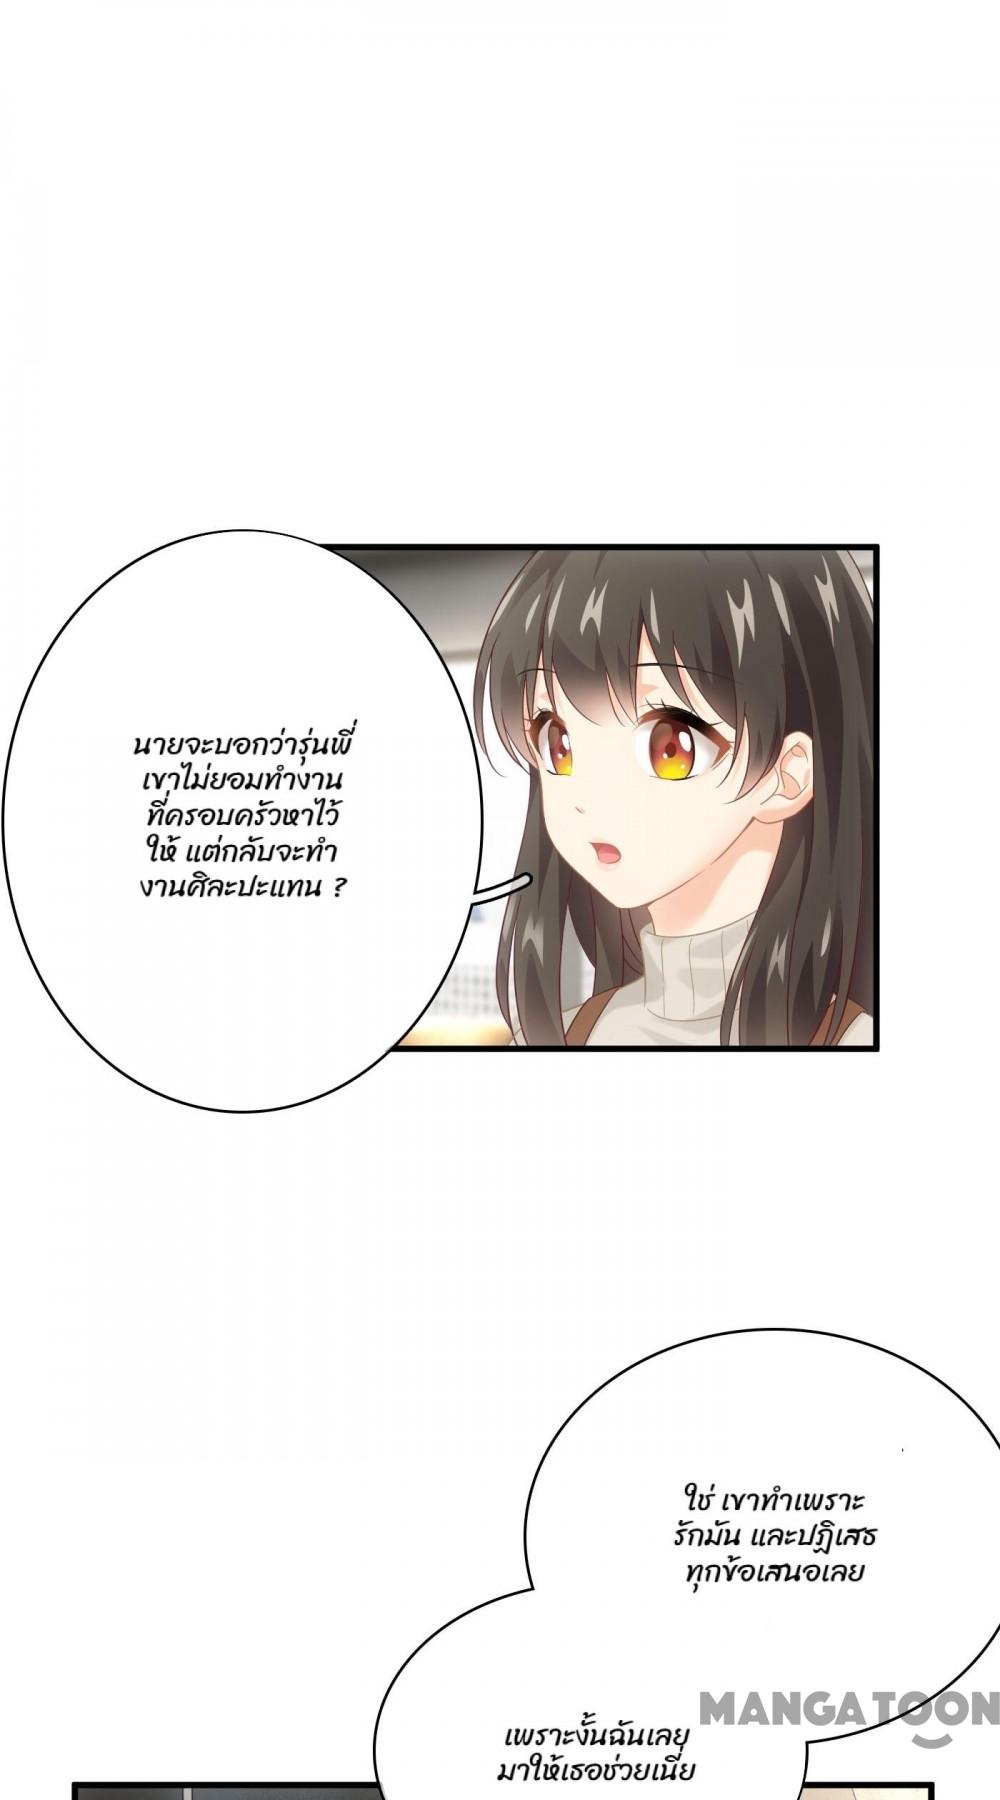 นายจะบอกว่ารุ่นพี่
เขาไม่ยอมทำงาน
ที่ครอบครัวหาไว้
ให้ แต่กลับจะทำ
งานศิลปะแทน ?
ใช่ เขาทำเพราะ
รักมัน และปฏิเสธ
ทุกข้อเสนอเลย
MANGATOON
เพราะงั้นฉันเลย
มาให้เธอช่วยเนี่ย